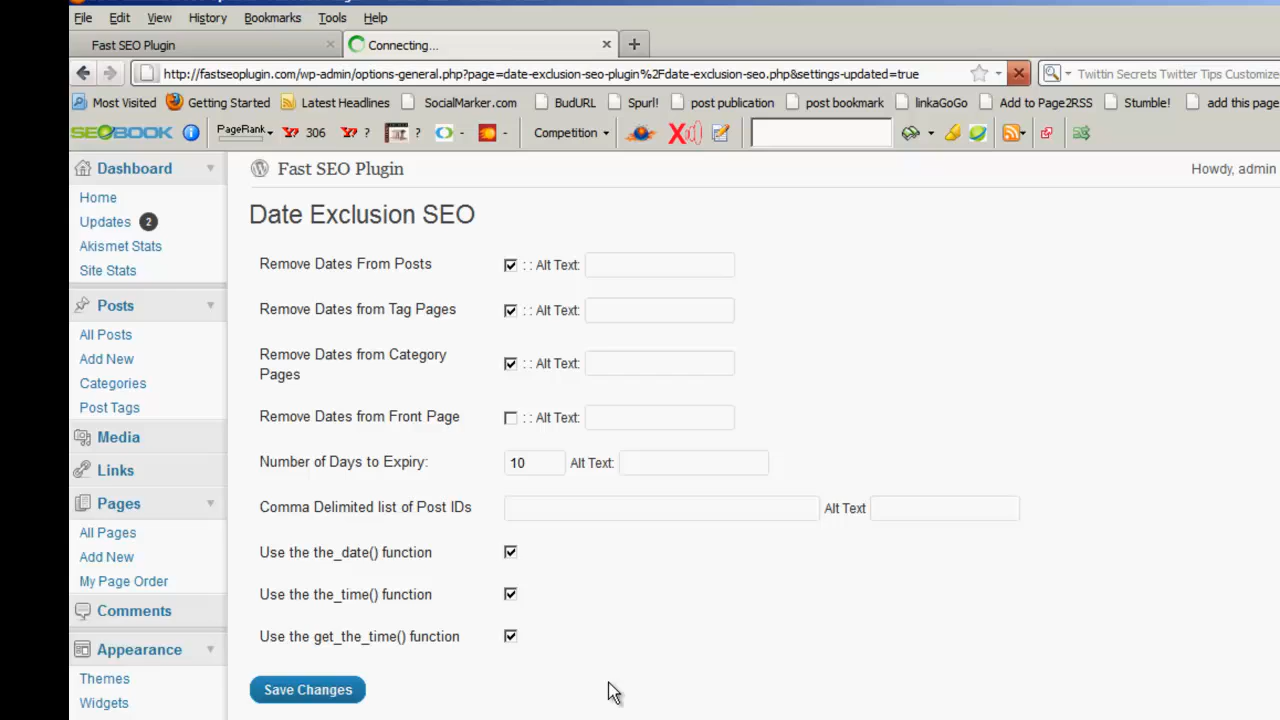 File Edit View History Bookmarks Tools Help
Fast SEO Plugin Connecting...
http://fastseoplugin.com/wp-admin/options-general.php?page=date-exclusion-seo-plugin%2Fdate-exclusion-seo.php&settings-updated=true Twittin Secrets Twitter Tips Customize
Most Visited Getting Started Latest Headlines SocialMarker.com BudURL Spurl! post publication post bookmark linkaGoGo Add to Page2RSS Stumble! add this page
SEOBOOK PageRank 306 ? ? - - Competition
Dashboard
Home
Updates 2
Akismet Stats
Site Stats
Posts
All Posts
Add New
Categories
Post Tags
Media
Links
Pages
All Pages
Add New
My Page Order
Comments
Appearance
Themes
Widgets
Fast SEO Plugin Howdy, admin
Date Exclusion SEO
Remove Dates From Posts : : Alt Text:
Remove Dates from Tag Pages : : Alt Text:
Remove Dates from Category
Pages : : Alt Text:
Remove Dates from Front Page : : Alt Text:
Number of Days to Expiry: 10 Alt Text:
Comma Delimited list of Post IDs Alt Text
Use the the_date() function
Use the the_time() function
Use the get_the_time() function
Save Changes